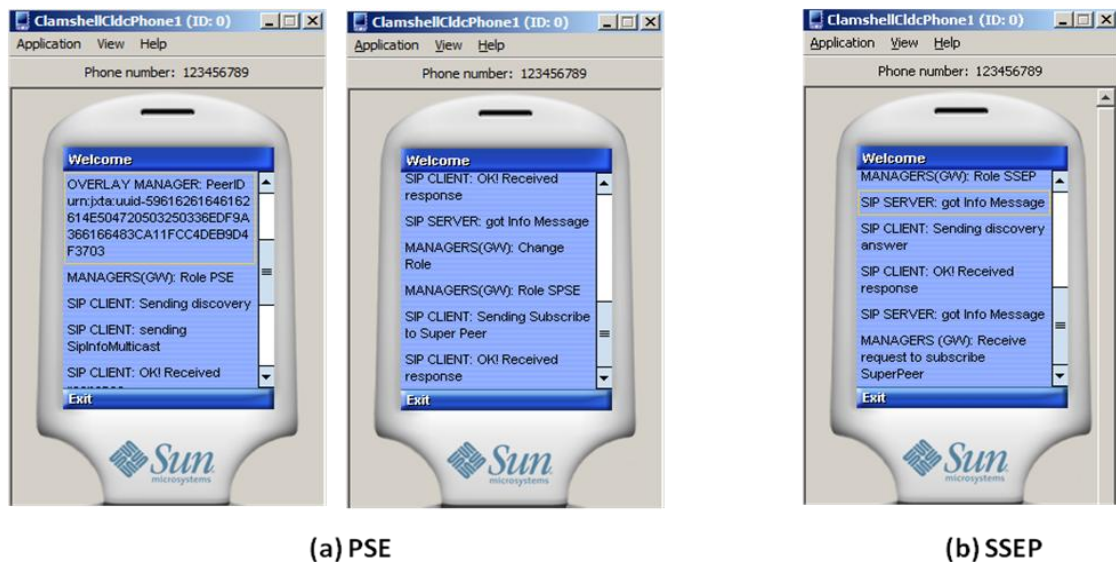 ClamshellCldcPhone1 (ID: 0)
Application View Help
Phone number: 123456789
Welcome
OVERLAY MANAGER: PeerID
urn:jxta:uuid-59616261646162
614E504720503250336EDF9A
366166483CA11FCC4DEB9D4
F3703
MANAGERS(GW): Role PSE
SIP CLIENT: Sending discovery
SIP CLIENT: sending
SipInfoMulticast
SIP CLIENT: OK! Received
Exit
Sun
microsystems
ClamshellCldcPhone1 (ID: 0)
Application View Help
Phone number: 123456789
Welcome
SIP CLIENT: OK! Received
response
SIP SERVER: got Info Message
MANAGERS(GW): Change
Role
MANAGERS(GW): Role SPSE
SIP CLIENT: Sending Subscribe
to Super Peer
SIP CLIENT: OK! Received
response
Exit
Sun
microsystems
(a) PSE
ClamshellCldcPhone1 (ID: 0)
Application View Help
Phone number: 123456789
Welcome
MANAGERS(GW): Role SSEP
SIP SERVER: got Info Message
SIP CLIENT: Sending discovery
answer
SIP CLIENT: OK! Received
response
SIP SERVER: got Info Message
MANAGERS (GW): Receive
request to subscribe
SuperPeer
Exit
Sun
microsystems
(b) SSEP